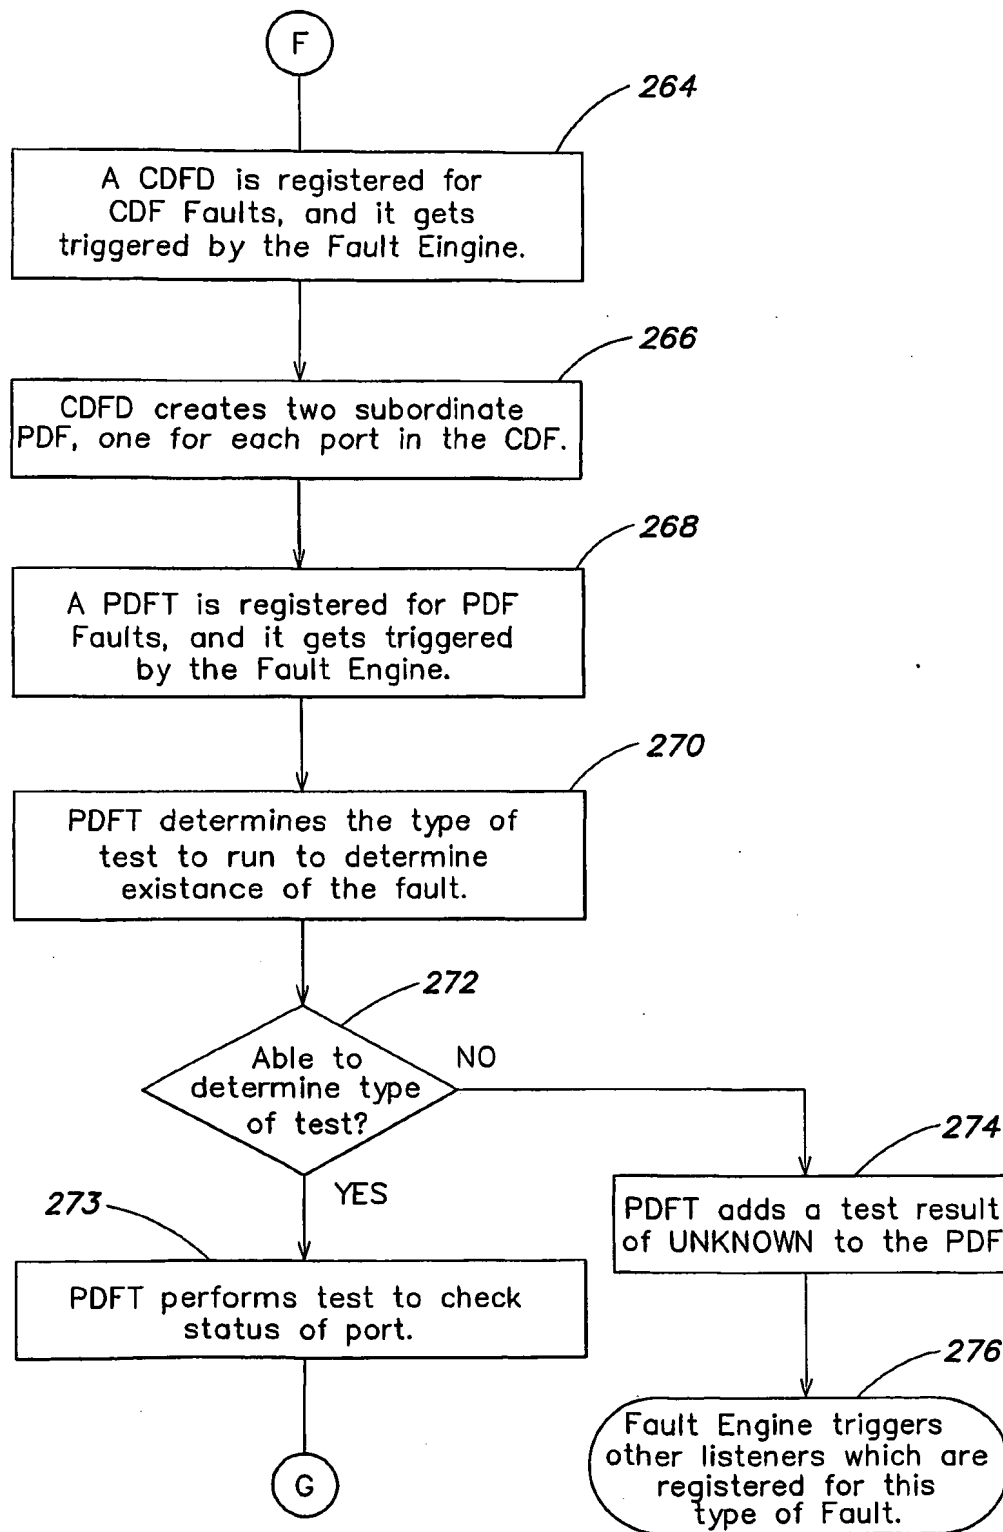 F
264
A CDFD is registered for
CDF Faults, and it gets
triggered by the Fault Eingine.
266
CDFD creates two subordinate
PDF, one for each port in the CDF.
268
A PDFT is registered for PDF
Faults, and it gets triggered
by the Fault Engine.
270
PDFT determines the type of
test to run to determine
existance of the fault.
272
Able to
determine type
of test?
NO
YES
273
PDFT performs test to check
status of port.
G
274
PDFT adds a test result
of UNKNOWN to the PDF
276
Fault Engine triggers
other listeners which are
registered for this
type of Fault.